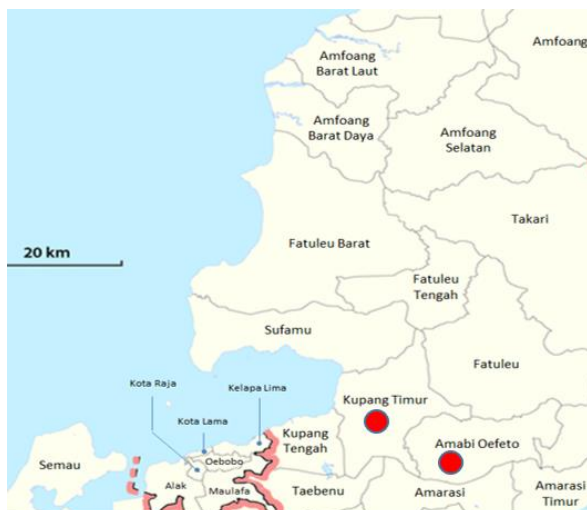 Amfoang
Barat Laut
Amfoang
Amfoang
Barat Daya
Amfoang
Selatan
Takari
20 km
Fatuleu Barat
Fatuleu
Tengah
Sufamu
Fatuleu
Kota Raja
Kelapa Lima
Kupang Timur
Kota Lama
Kupang
Tengah
Amabi Oefeto
Oebobo
Semau
Alak
Maulafa
Taebenu
Amarasi
Amarasi
Timur